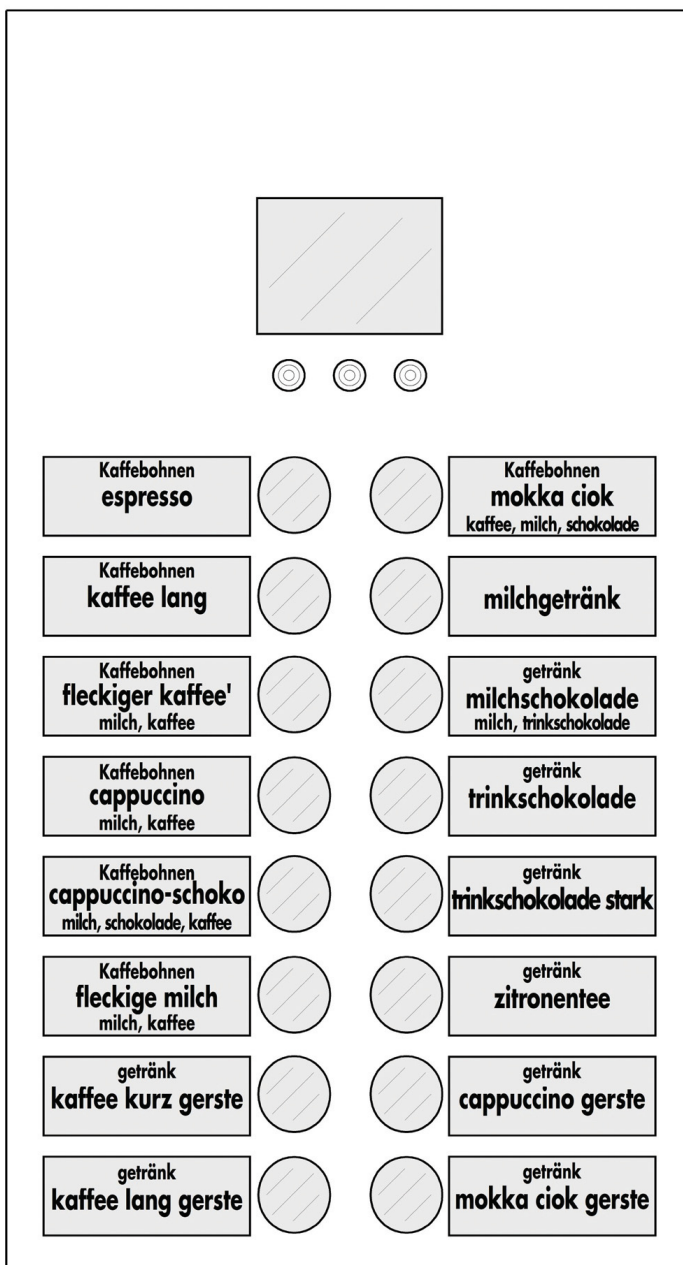 Kaffebohnen
espresso
Kaffebohnen
kaffee lang
Kaffebohnen
fleckiger kaffee'
milch, kaffee
Kaffebohnen
cappuccino
milch, kaffee
Kaffebohnen
cappuccino-schoko
milch, schokolade, kaffee
Kaffebohnen
fleckige milch
milch, kaffee
getränk
kaffee kurz gerste
getränk
kaffee lang gerste
Kaffebohnen
mokka ciok
kaffee, milch, schokolade
milchgetränk
getränk
milchschokolade
milch, trinkschokolade
getränk
trinkschokolade
getränk
trinkschokolade stark
getränk
zitronentee
getränk
cappuccino gerste
getränk
mokka ciok gerste